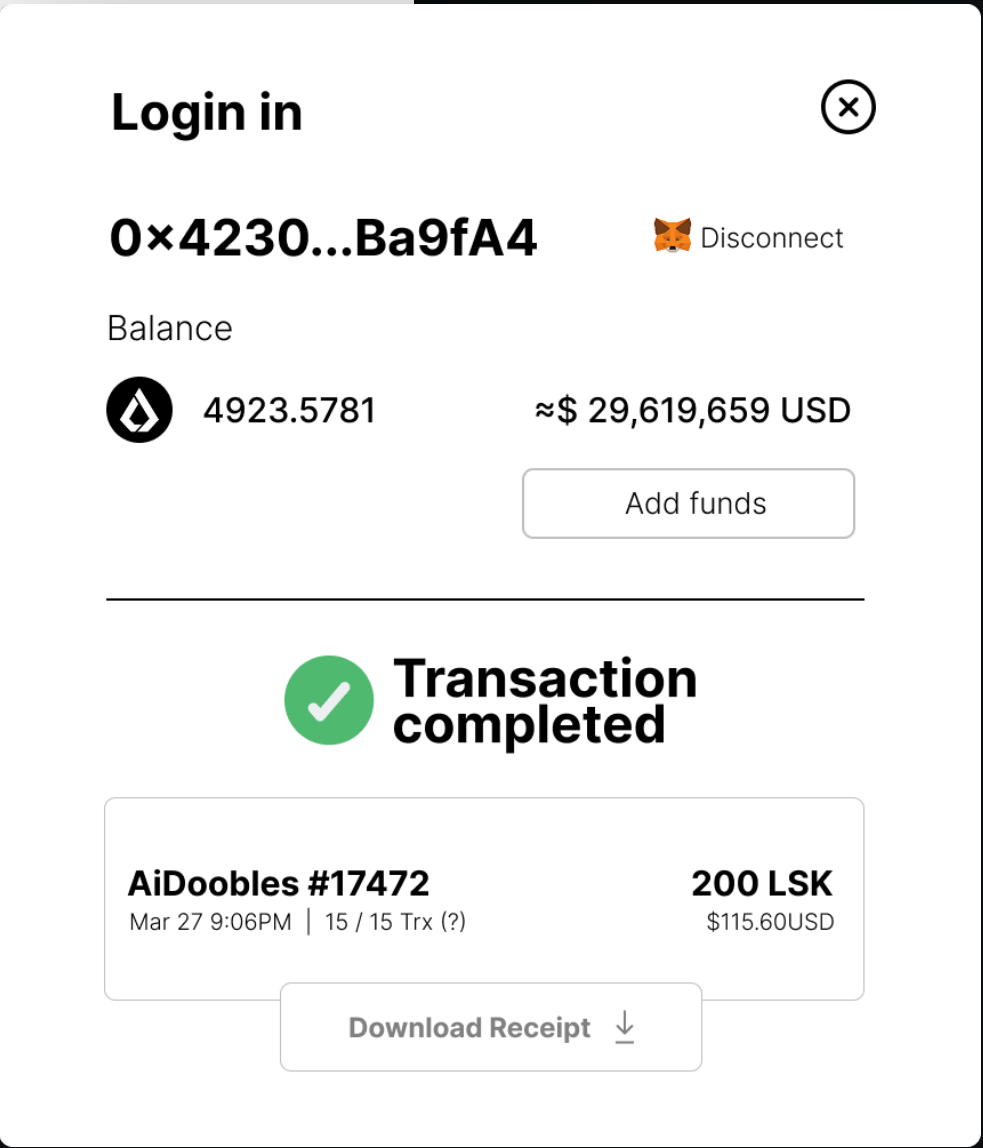 Login in
0×4230...Ba9fA4
Disconnect
Balance
4923.5781
≈$ 29,619,659 USD
Add funds
Transaction
completed
AiDoobles #17472
200 LSK
Mar 27 9:06PM | 15 / 15 Trx (?)
$115.60USD
Download Receipt